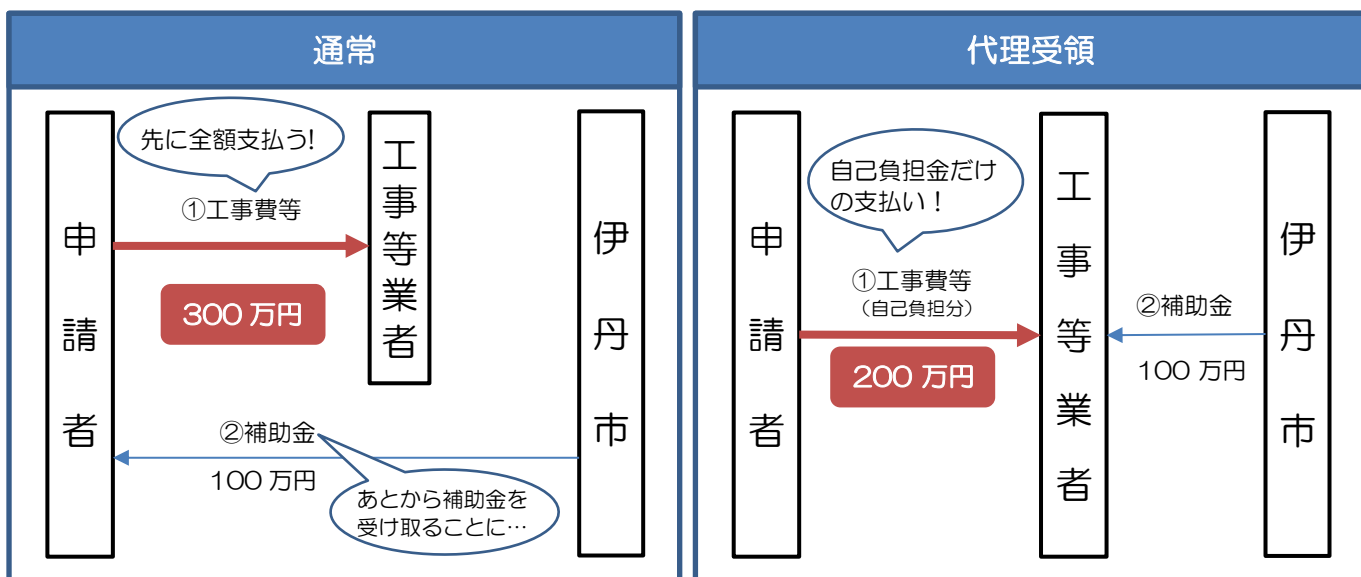 通常
申請者
先に全額支払う!
①工事費等
300万円
工事等業者
伊丹市
②補助金
100万円
あとから補助金を
受け取ることに…
代理受領
申請者
自己負担金だけ
の支払い！
①工事費等
（自己負担分）
200万円
工事等業者
②補助金
100万円
伊丹市